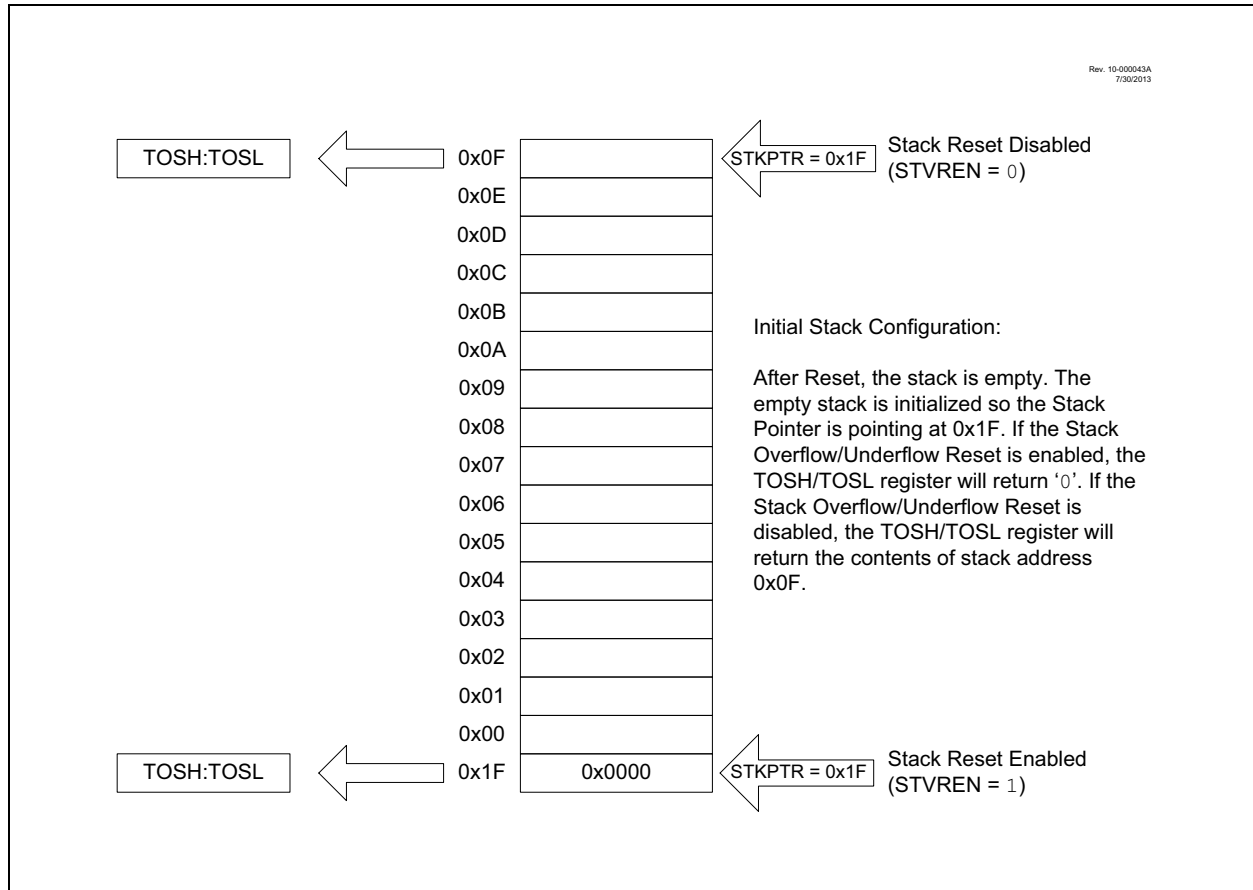 Rev. 10-000043A
7/30/2013
TOSH:TOSL
0x0F
STKPTR = 0x1F
Stack Reset Disabled
(STVREN = 0)
0x0E
0x0D
0x0C
0x0B
0x0A
0x09
0x08
0x07
0x06
0x05
0x04
0x03
0x02
0x01
0x00
Initial Stack Configuration:
After Reset, the stack is empty. The
empty stack is initialized so the Stack
Pointer is pointing at 0x1F. If the Stack
Overflow/Underflow Reset is enabled, the
TOSH/TOSL register will return ‘0’. If the
Stack Overflow/Underflow Reset is
disabled, the TOSH/TOSL register will
return the contents of stack address
0x0F.
TOSH:TOSL
0x1F
0x0000
STKPTR = 0x1F
Stack Reset Enabled
(STVREN = 1)